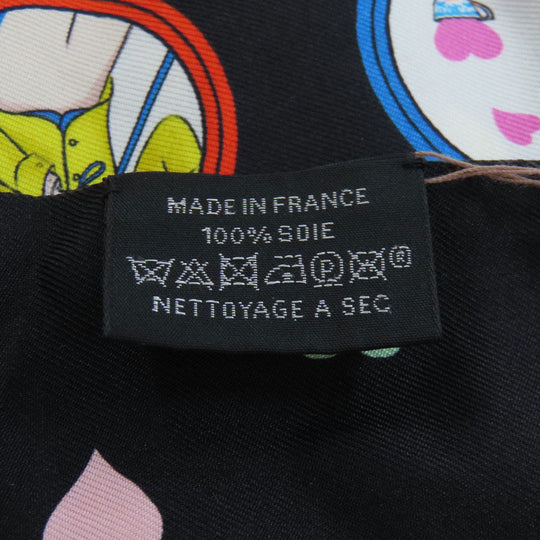 MADE IN FRANCE
100% SOIE
P ®
NETTOYAGE A SEC